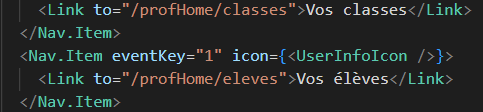 <Link to="/profHome/classes">Vos classes</Link>
</Nav.Item>
<Nav.Item eventKey="1" icon={<UserInfoIcon />}>
<Link to="/profHome/eleves">Vos élèves</Link>
</Nav.Item>